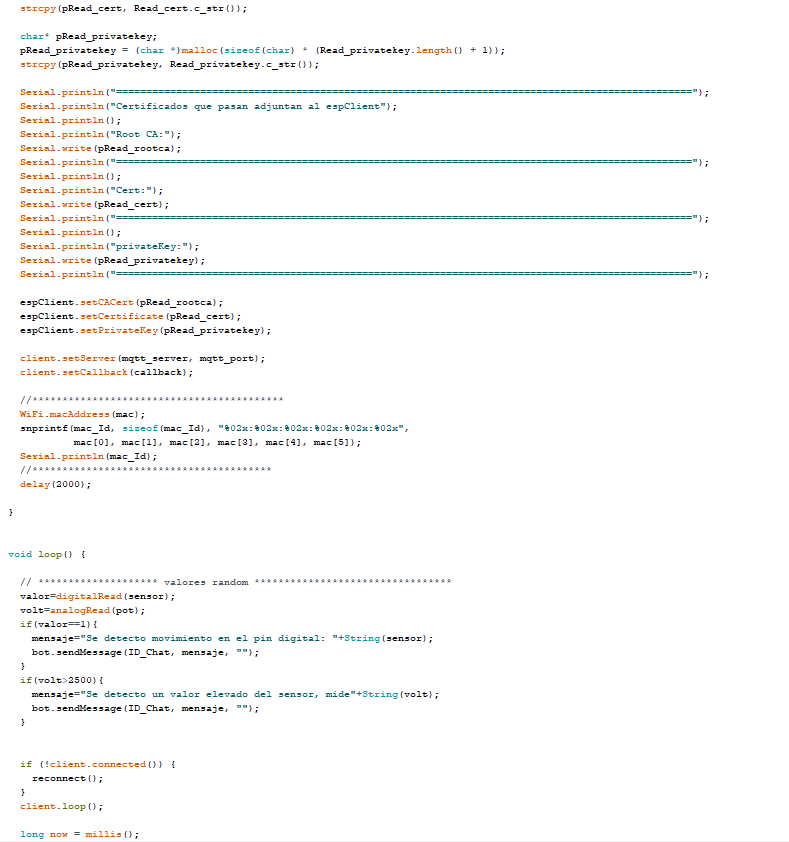 strcpy(pRead_cert, Read_cert.c_str());
char* pRead_privatekey;
pRead_privatekey = (char *)malloc(sizeof(char) * (Read_privatekey.length() + 1));
strcpy(pRead_privatekey, Read_privatekey.c_str());
Serial.println("================================================================================================");
Serial.println("Certificados que pasan adjuntan al espClient");
Serial.println();
Serial.println("Root CA:");
Serial.write(pRead_rootca);
Serial.println("================================================================================================");
Serial.println();
Serial.println("Cert:");
Serial.write(pRead_cert);
Serial.println("================================================================================================");
Serial.println();
Serial.println("privateKey:");
Serial.write(pRead_privatekey);
Serial.println("================================================================================================");
espClient.setCACert(pRead_rootca);
espClient.setCertificate(pRead_cert);
espClient.setPrivateKey(pRead_privatekey);
client.setServer(mqtt_server, mqtt_port);
client.setCallback(callback);
//******************************************
WiFi.macAddress(mac);
snprintf(mac_Id, sizeof(mac_Id), "%02x:%02x:%02x:%02x:%02x:%02x",
mac[0], mac[1], mac[2], mac[3], mac[4], mac[5]);
Serial.println(mac_Id);
//****************************************
delay(2000);
}
void loop() {
// ******************** valores random *********************************
valor=digitalRead(sensor);
volt=analogRead(pot);
if(valor==1){
mensaje="Se detecto movimiento en el pin digital: "+String(sensor);
bot.sendMessage(ID_Chat, mensaje, "");
}
if(volt>2500){
mensaje="Se detecto un valor elevado del sensor, mide"+String(volt);
bot.sendMessage(ID_Chat, mensaje, "");
}
if (!client.connected()) {
reconnect();
}
client.loop();
long now = millis();